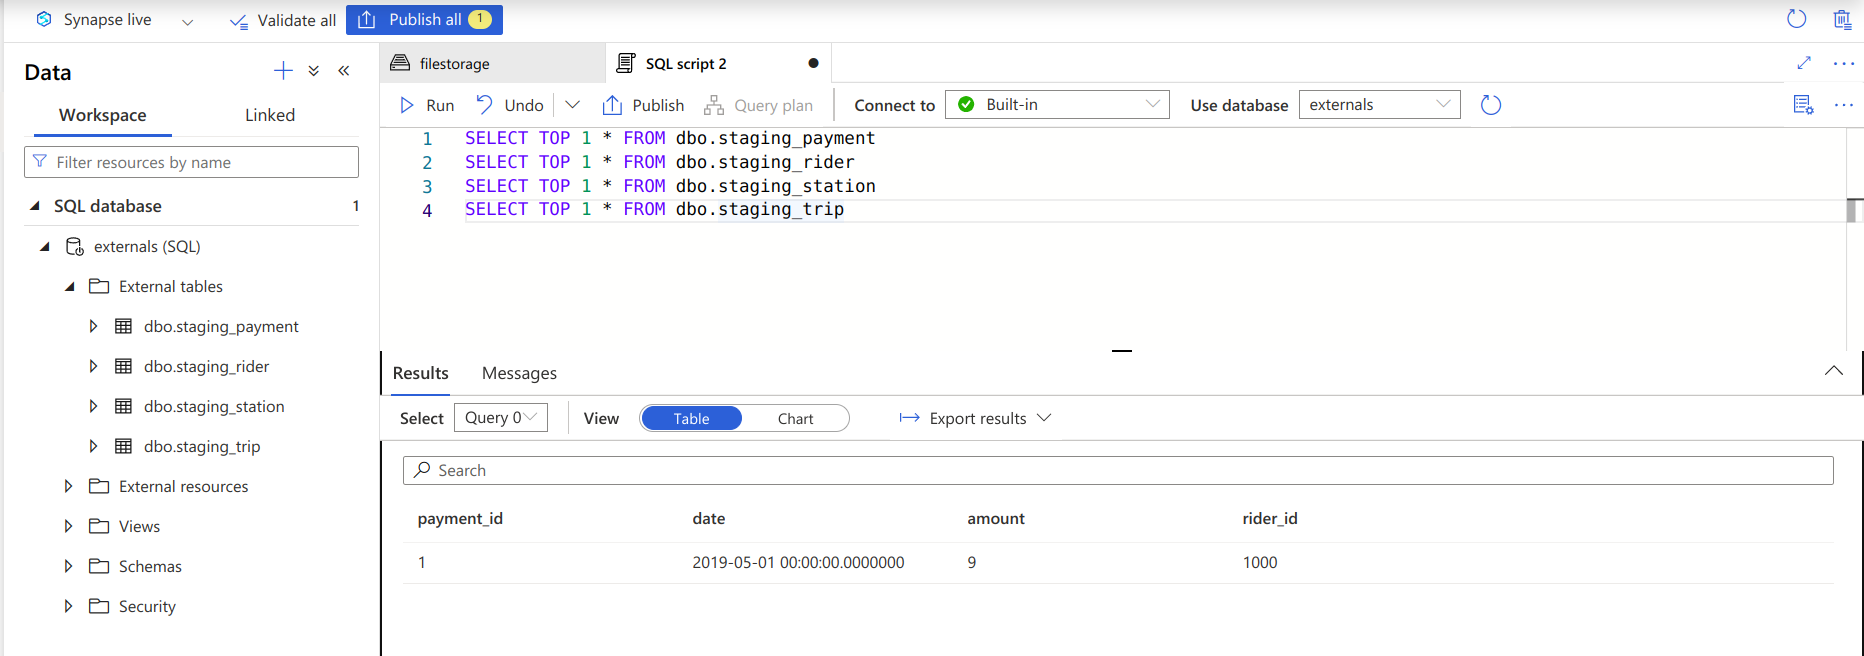 Synapse live Validate all Publish all 1
Data
Workspace Linked
Filter resources by name
SQL database 1
externals (SQL)
External tables
dbo.staging_payment
dbo.staging_rider
dbo.staging_station
dbo.staging_trip
External resources
Views
Schemas
Security
filestorage SQL script 2
Run Undo Publish Query plan Connect to Built-in Use database externals
1 SELECT TOP 1 * FROM dbo.staging_payment
2 SELECT TOP 1 * FROM dbo.staging_rider
3 SELECT TOP 1 * FROM dbo.staging_station
4 SELECT TOP 1 * FROM dbo.staging_trip
Results Messages
Select Query 0 View Table Chart Export results
Search
payment_id date amount rider_id
1 2019-05-01 00:00:00.0000000 9 1000